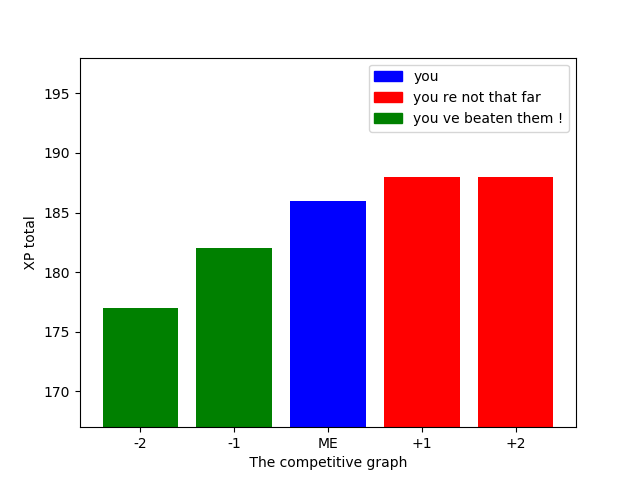 you
you re not that far
you ve beaten them !
195
190
185
180
175
170
XP total
-2
-1
ME
+1
+2
The competitive graph